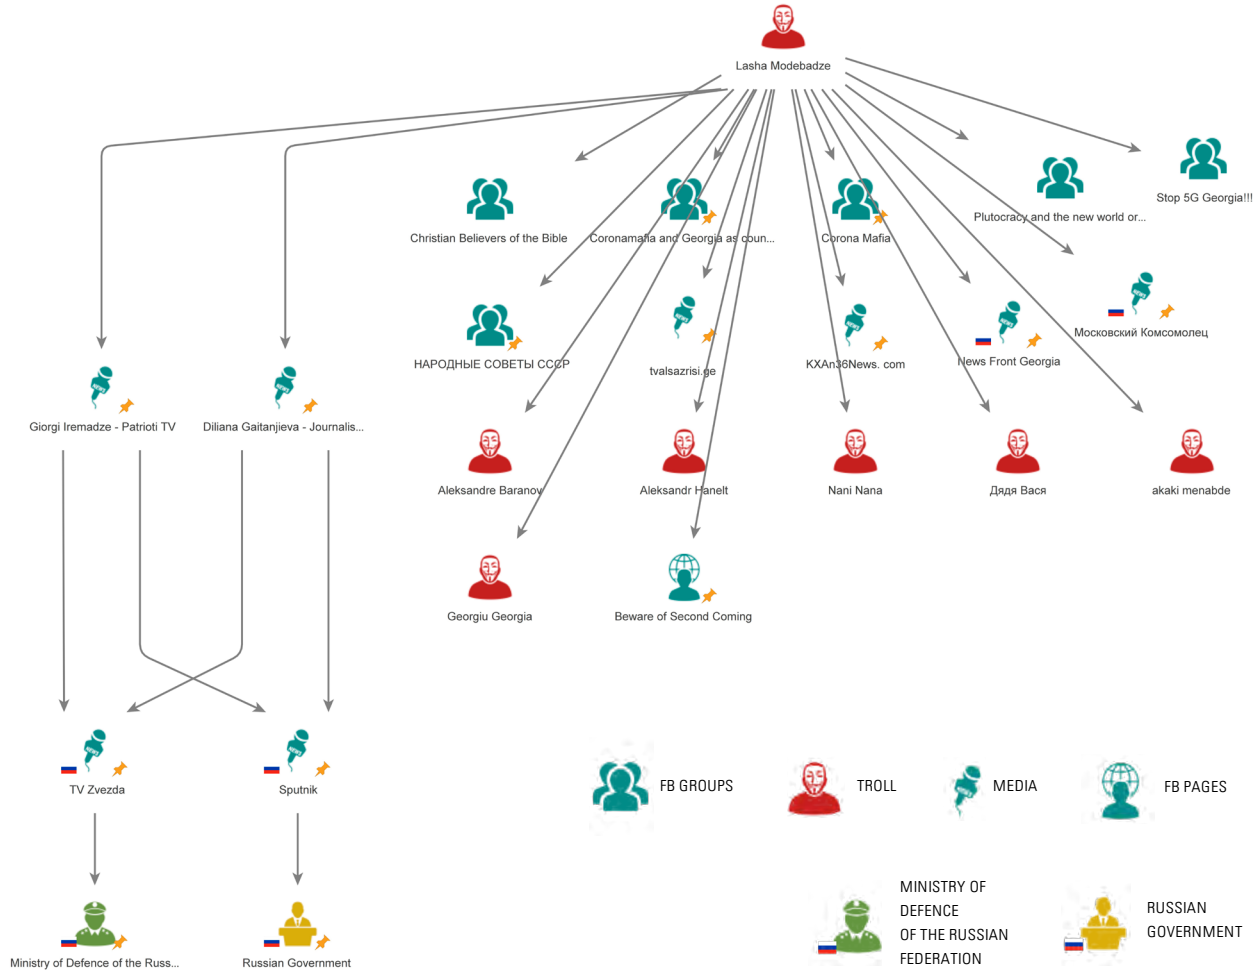 Lasha Modebadze
Stop 5G Georgia!!!
Plutocracy and the new world or...
Christian Believers of the Bible
Coronamafia and Georgia as coun...
Corona Mafia
Московский Комсомолец
НАРОДНЫЕ СОВЕТЫ СССР
tvalsazrisi.ge
KXAn36News. com
News Front Georgia
Giorgi Iremadze - Patrioti TV
Diliana Gaitanjieva - Journalis...
Aleksandre Baranov
Aleksandr Hanelt
Nani Nana
Дядя Вася
akaki menabde
Georgiu Georgia
Beware of Second Coming
TV Zvezda
Sputnik
FB GROUPS
TROLL
MEDIA
FB PAGES
Ministry of Defence of the Russ...
Russian Government
MINISTRY OF
DEFENCE
OF THE RUSSIAN
FEDERATION
RUSSIAN
GOVERNMENT